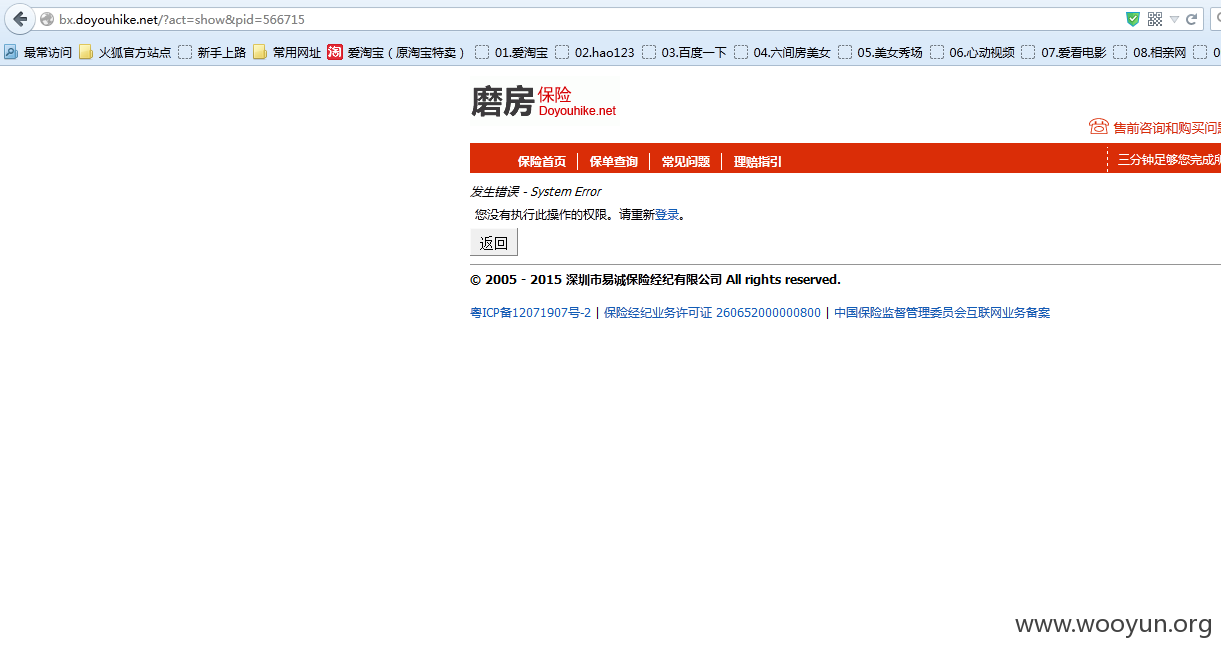 bx.doyouhike.net/?act=show&pid=566715
最常访问 火狐官方站点 新手上路 常用网址 淘 爱淘宝（原淘宝特卖） 01.爱淘宝 02.hao123 03.百度一下 04.六间房美女 05.美女秀场 06.心动视频 07.爱看电影 08.相亲网 0
磨房 保险
Doyouhike.net
售前咨询和购买问
保险首页 保单查询 常见问题 理赔指引 三分钟足够您完成
发生错误 - System Error
您没有执行此操作的权限。请重新登录。
返回
© 2005 - 2015 深圳市易诚保险经纪有限公司 All rights reserved.
粤ICP备12071907号-2 | 保险经纪业务许可证 260652000000800 | 中国保险监督管理委员会互联网业务备案
www.wooyun.org